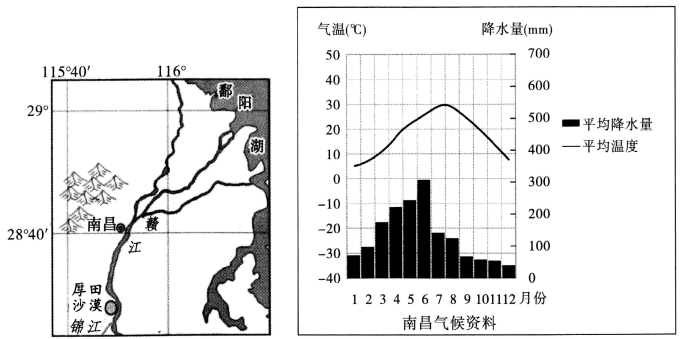 115°40′ 116°
29°
鄱
阳
湖
南昌
赣
江
28°40′
厚田
沙漠
锦江
气温(℃) 降水量(mm)
50 700
40 600
30 500
20 400
10
0 300
-10 200
-20
-30 100
-40 0
1 2 3 4 5 6 7 8 9 101112 月份
平均降水量
平均温度
南昌气候资料